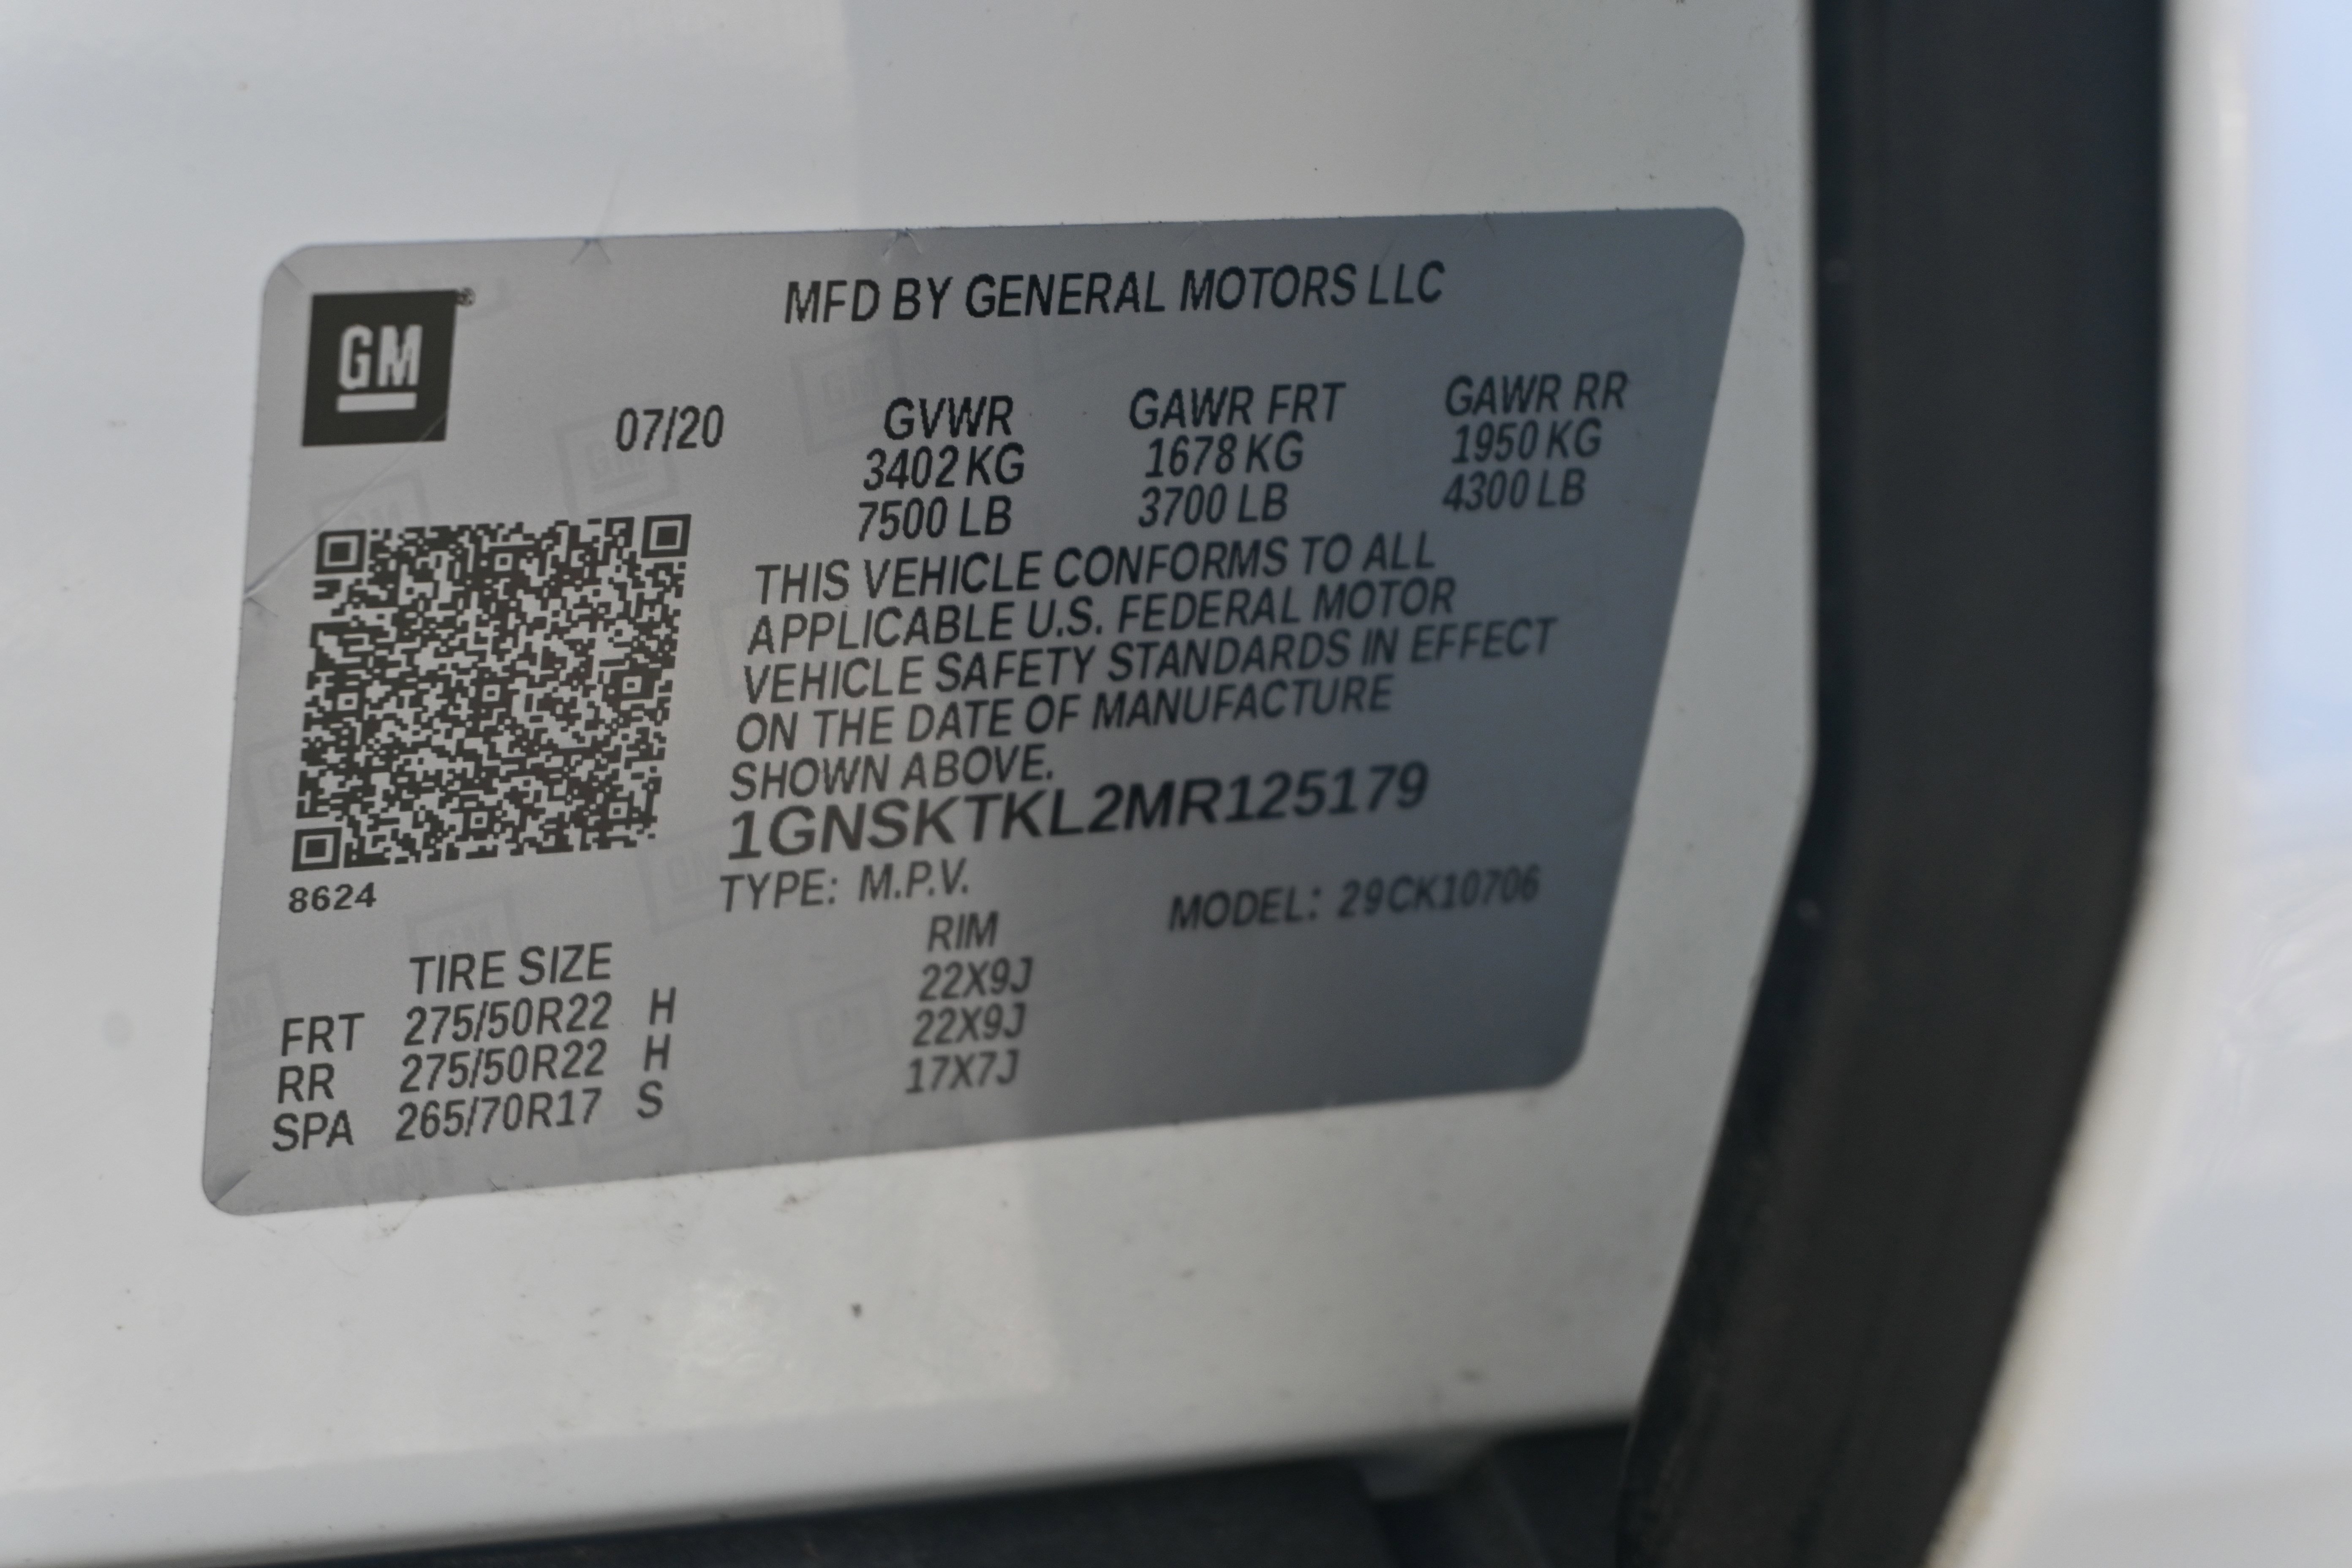 GM
MFD BY GENERAL MOTORS LLC
07/20 GVWR GAWR FRT GAWR RR
3402 KG 1678 KG 1950 KG
7500 LB 3700 LB 4300 LB
THIS VEHICLE CONFORMS TO ALL
APPLICABLE U.S. FEDERAL MOTOR
VEHICLE SAFETY STANDARDS IN EFFECT
ON THE DATE OF MANUFACTURE
SHOWN ABOVE.
1GNSKTKL2MR125179
8624
TYPE: M.P.V. MODEL: 29CK10706
TIRE SIZE RIM
FRT 275/50R22 H 22X9J
RR 275/50R22 H 22X9J
SPA 265/70R17 S 17X7J